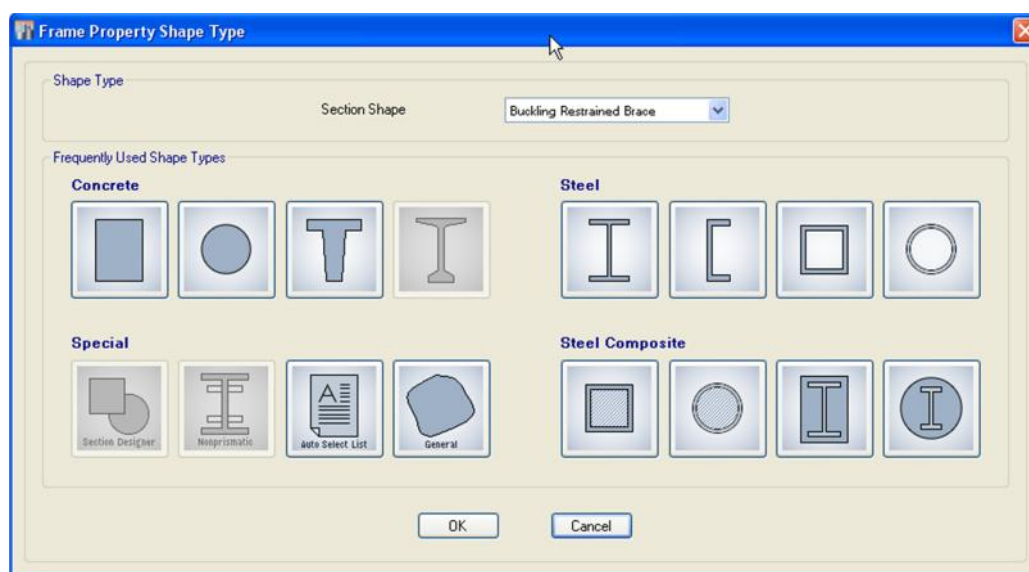 Frame Property Shape Type
Shape Type
Section Shape
Buckling Restrained Brace
Frequently Used Shape Types
Concrete
Steel
Special
Steel Composite
Section Designer
Nonprismatic
A
Auto Select List
General
OK
Cancel